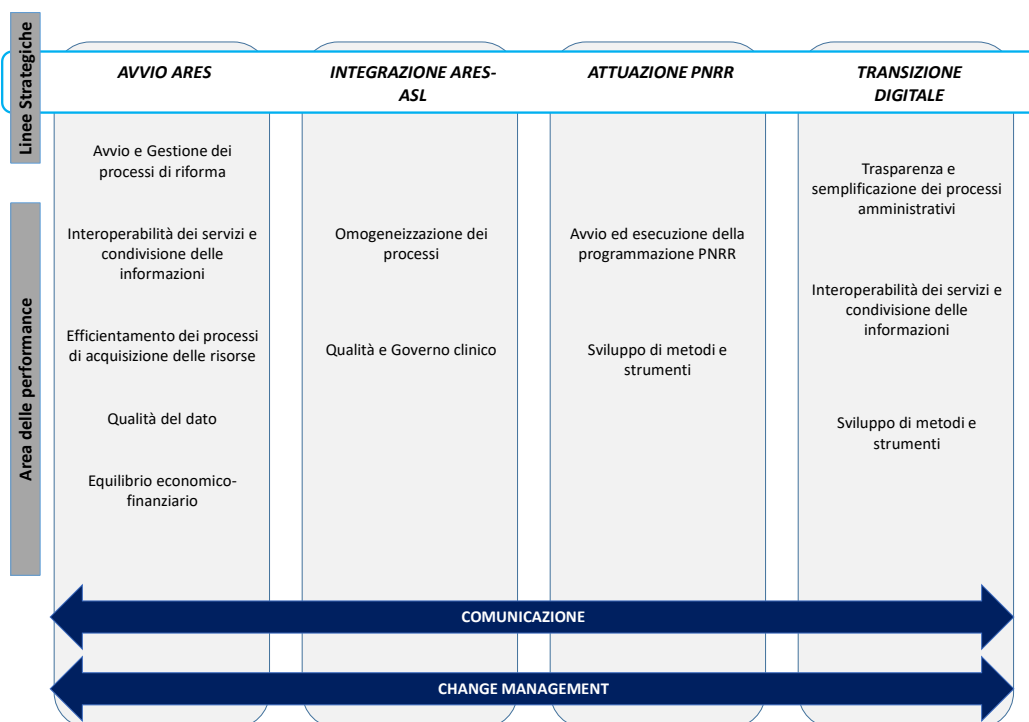 Linee Strategiche
AVVIO ARES
INTEGRAZIONE ARES-
ASL
ATTUAZIONE PNRR
TRANSIZIONE
DIGITALE
Area delle performance
Avvio e Gestione dei
processi di riforma
Interoperabilità dei servizi e
condivisione delle
informazioni
Efficientamento dei processi
di acquisizione delle risorse
Qualità del dato
Equilibrio economico-
finanziario
Omogeneizzazione dei
processi
Qualità e Governo clinico
Avvio ed esecuzione della
programmazione PNRR
Sviluppo di metodi e
strumenti
Trasparenza e
semplificazione dei processi
amministrativi
Interoperabilità dei servizi e
condivisione delle
informazioni
Sviluppo di metodi e
strumenti
COMUNICAZIONE
CHANGE MANAGEMENT